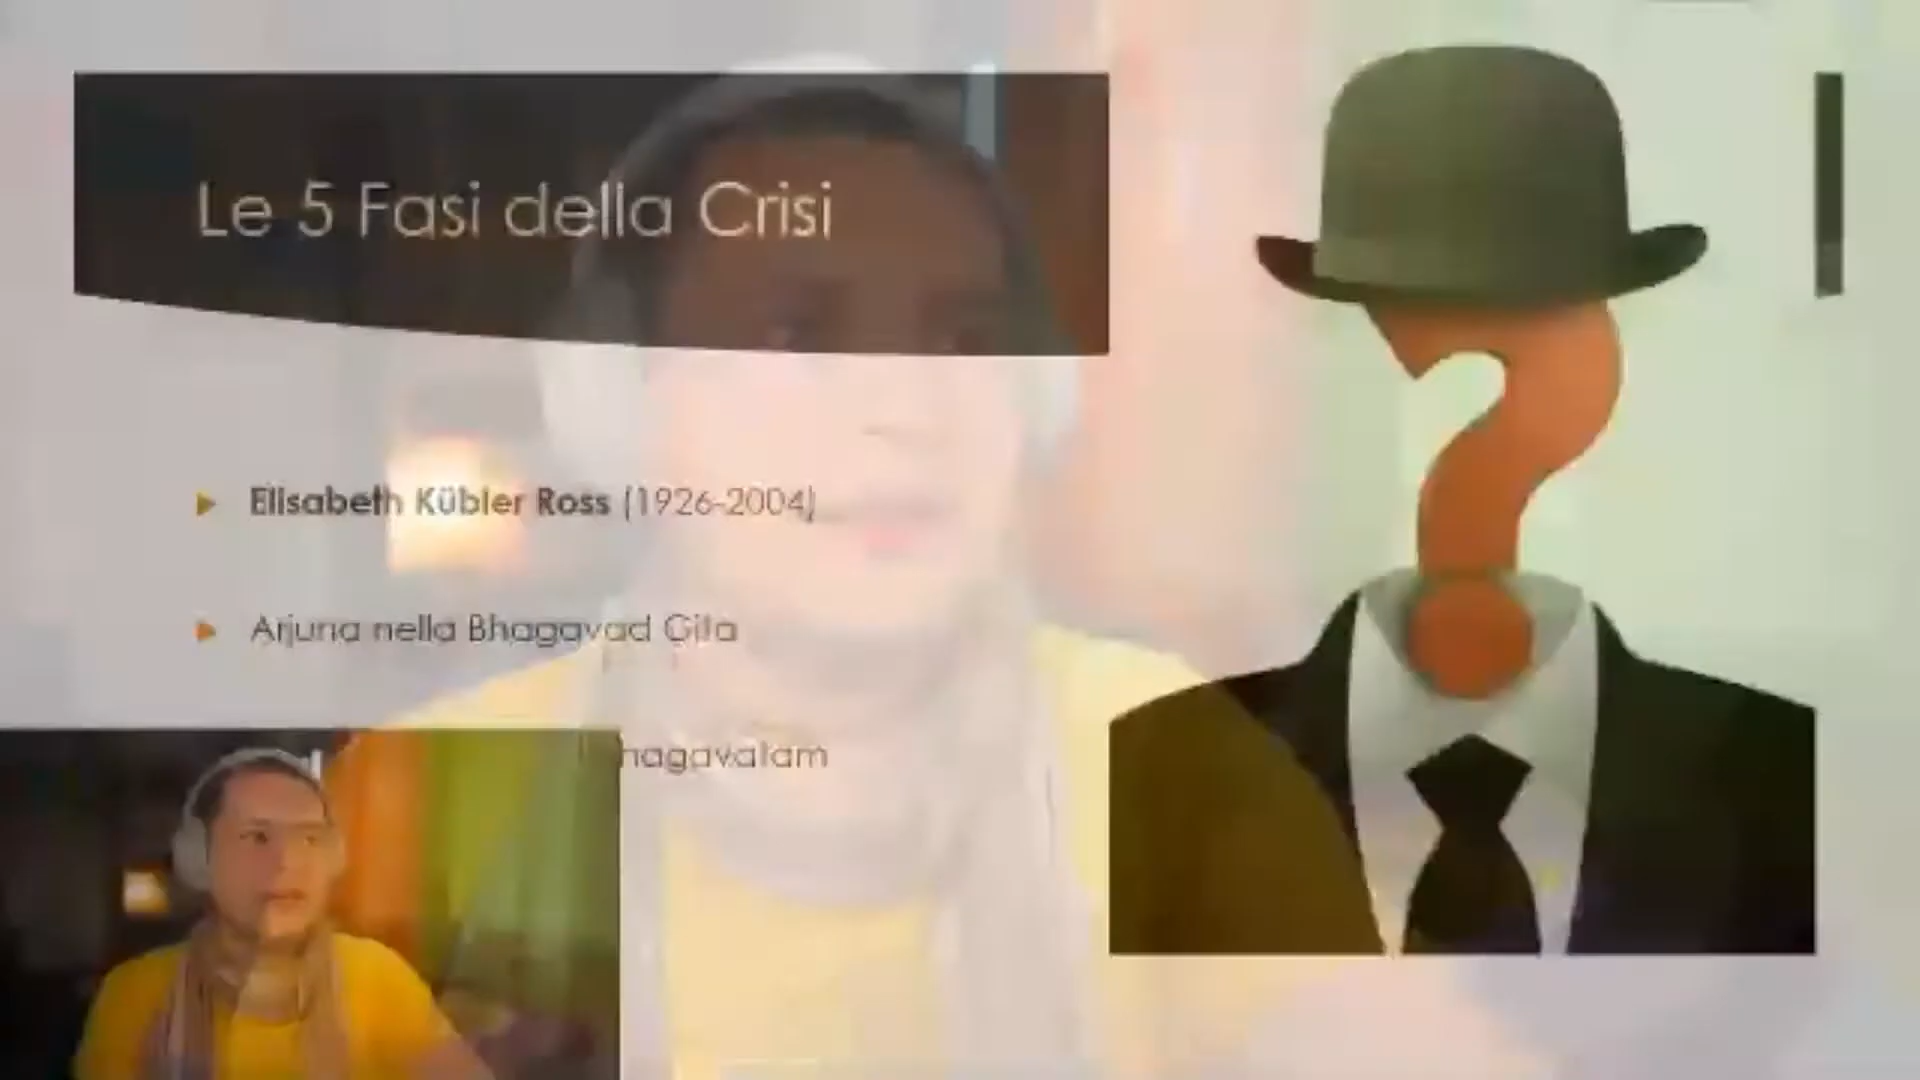 Le 5 Fasi della Crisi
Elisabeth Kübler Ross (1926-2004)
Arjuna nella Bhagavad Gita
hagavatam